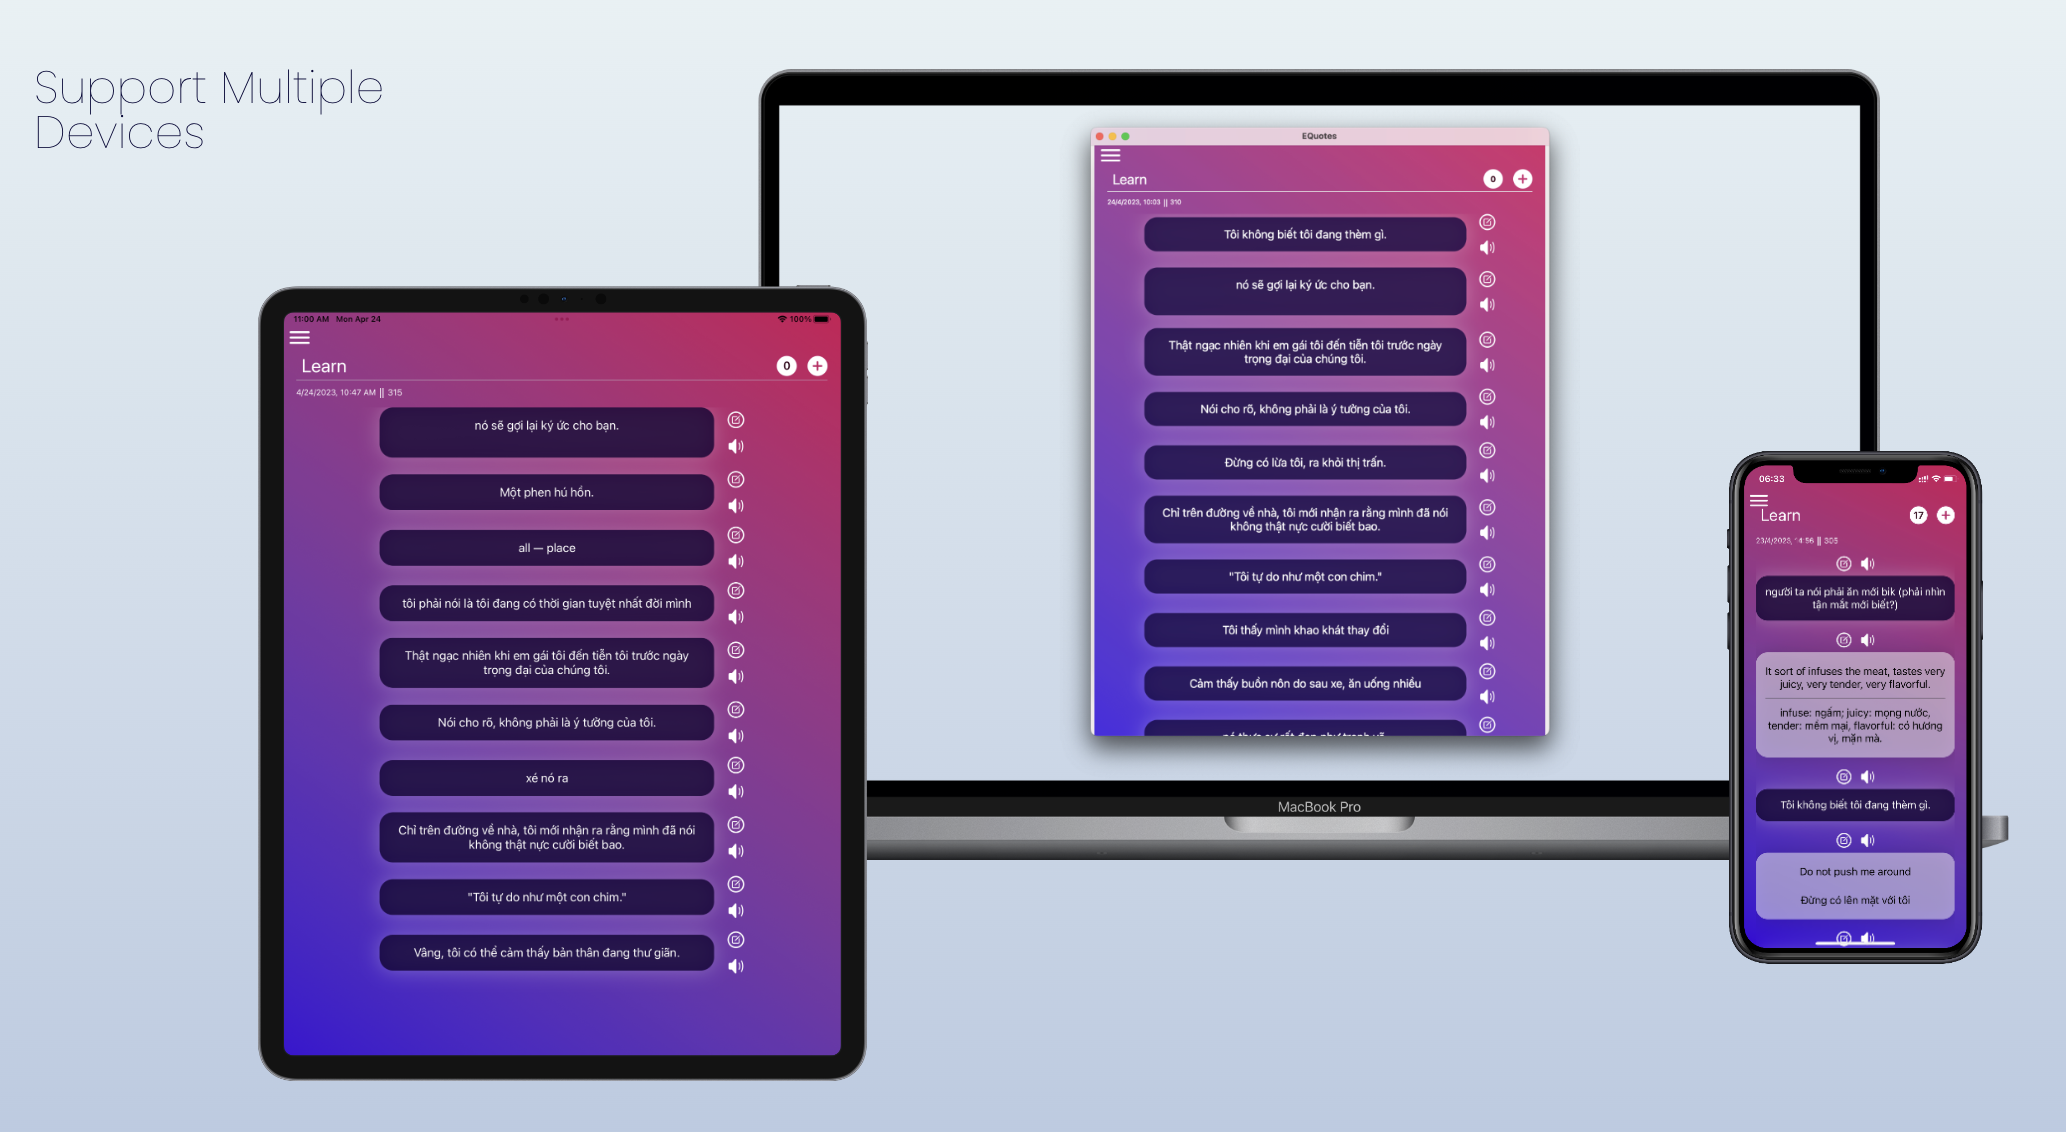 Support Multiple
Devices
11:00 AM Mon Apr 24
100%
Learn
0
4/24/2023, 10:47 AM || 315
nó sẽ gợi lại ký ức cho bạn.
Một phen hú hồn.
all — place
tôi phải nói là tôi đang có thời gian tuyệt nhất đời mình
Thật ngạc nhiên khi em gái tôi đến tiễn tôi trước ngày
trọng đại của chúng tôi.
Nói cho rõ, không phải là ý tưởng của tôi.
xé nó ra
Chỉ trên đường về nhà, tôi mới nhận ra rằng mình đã nói
không thật nực cười biết bao.
"Tôi tự do như một con chim."
Vâng, tôi có thể cảm thấy bản thân đang thư giãn.
EQuotes
Learn
0
24/4/2023, 10:03 || 310
Tôi không biết tôi đang thèm gì.
nó sẽ gợi lại ký ức cho bạn.
Thật ngạc nhiên khi em gái tôi đến tiễn tôi trước ngày
trọng đại của chúng tôi.
Nói cho rõ, không phải là ý tưởng của tôi.
Đừng có lừa tôi, ra khỏi thị trấn.
Chỉ trên đường về nhà, tôi mới nhận ra rằng mình đã nói
không thật nực cười biết bao.
"Tôi tự do như một con chim."
Tôi thấy mình khao khát thay đổi
Cảm thấy buồn nôn do sau xe, ăn uống nhiều
MacBook Pro
06:33
Learn
17
23/4/2023, 14:56 || 305
người ta nói phải ăn mới bik (phải nhìn
tận mắt mới biết?)
It sort of infuses the meat, tastes very
juicy, very tender, very flavorful.
infuse: ngấm; juicy: mọng nước,
tender: mềm mại, flavorful: có hương
vị, mặn mà.
Tôi không biết tôi đang thèm gì.
Do not push me around
Đừng có lên mặt với tôi